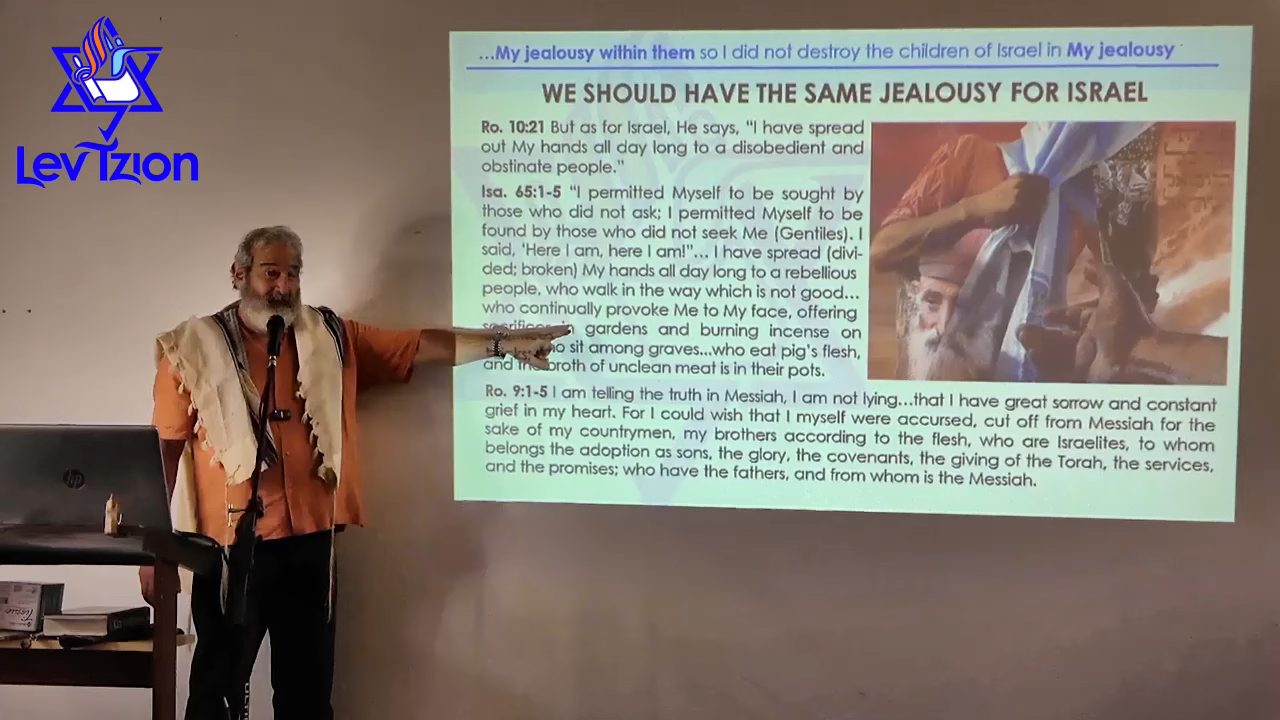 Lev Tzion
...My jealousy within them so I did not destroy the children of Israel in My jealousy
WE SHOULD HAVE THE SAME JEALOUSY FOR ISRAEL
Ro. 10:21 But as for Israel, He says, “I have spread
out My hands all day long to a disobedient and
obstinate people.”
Isa. 65:1-5 “I permitted Myself to be sought by
those who did not ask; I permitted Myself to be
found by those who did not seek Me (Gentiles). I
said, ‘Here I am, here I am!”... I have spread (divi-
ded; broken) My hands all day long to a rebellious
people, who walk in the way which is not good...
who continually provoke Me to My face, offering
sacrifices in gardens and burning incense on
sit among graves...who eat pig's flesh,
and the broth of unclean meat is in their pots.
Ro. 9:1-5 I am telling the truth in Messiah, I am not lying...that I have great sorrow and constant
grief in my heart. For I could wish that I myself were accursed, cut off from Messiah for the
sake of my countrymen, my brothers according to the flesh, who are Israelites, to whom
belongs the adoption as sons, the glory, the covenants, the giving of the Torah, the services,
and the promises; who have the fathers, and from whom is the Messiah.
hp